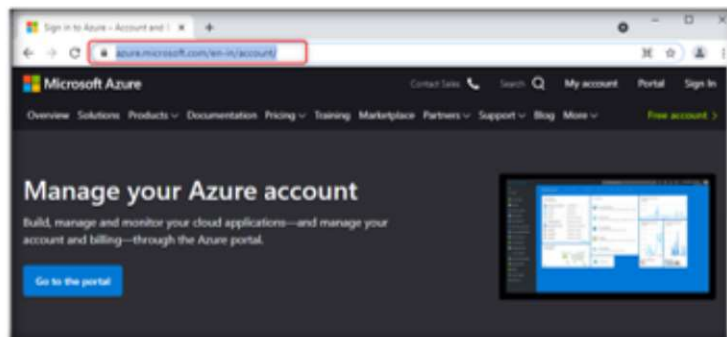 Sign in to Azure - Account and
azure.microsoft.com/en-in/account/
Microsoft Azure
Contact Sales Search My account Portal Sign In
Overview Solutions Products Documentation Pricing Training Marketplace Partners Support Blog More Free account >
Manage your Azure account
Build, manage and monitor your cloud applications—and manage your
account and billing—through the Azure portal.
Go to the portal